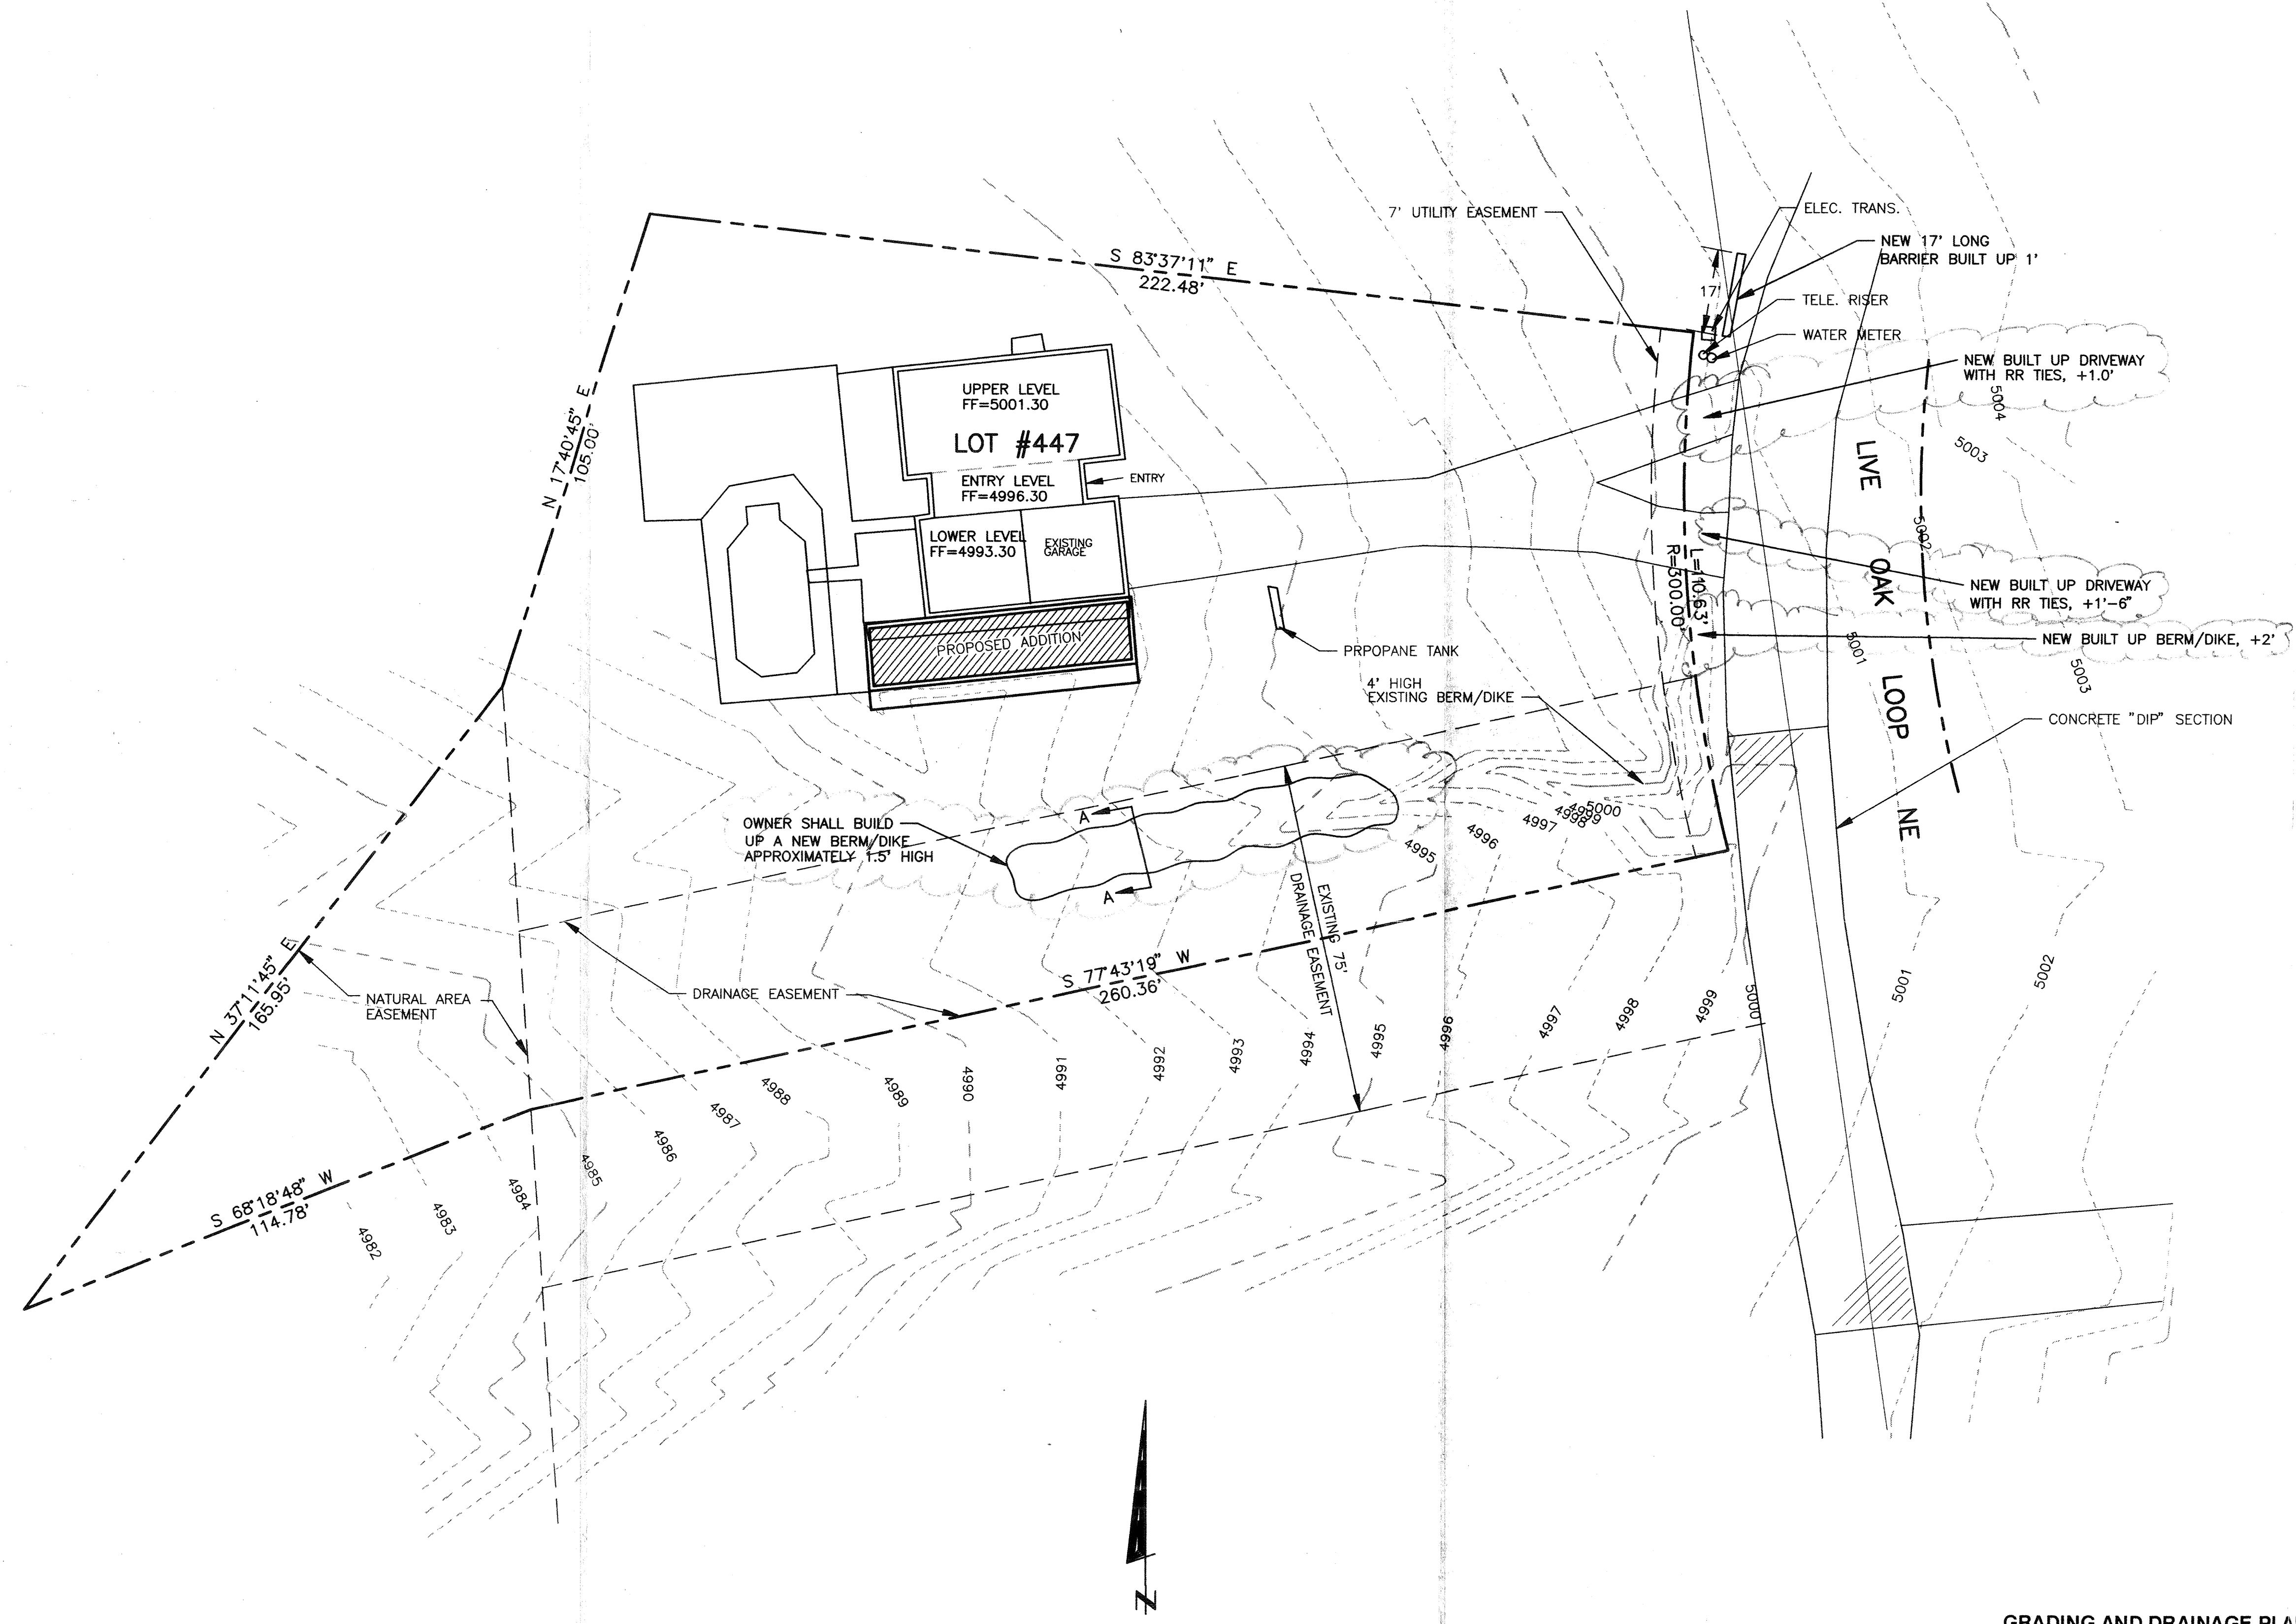 7' UTILITY EASEMENT
ELEC. TRANS.
NEW 17' LONG
BARRIER BUILT UP 1'
17'
TELE. RISER
WATER METER
NEW BUILT UP DRIVEWAY
WITH RR TIES, +1.0'
S 83°37'11" E
222.48'
N 17°40'45" E
105.00'
UPPER LEVEL
FF=5001.30
LOT #447
ENTRY LEVEL
FF=4996.30
ENTRY
LOWER LEVEL
FF=4993.30
EXISTING
GARAGE
PROPOSED ADDITION
PRPOPANE TANK
4' HIGH
EXISTING BERM/DIKE
L=110.63'
R=300.00'
LIVE
OAK
LOOP
NE
5004
5003
5002
5001
5003
NEW BUILT UP DRIVEWAY
WITH RR TIES, +1'-6"
NEW BUILT UP BERM/DIKE, +2'
CONCRETE "DIP" SECTION
OWNER SHALL BUILD
UP A NEW BERM/DIKE
APPROXIMATELY 1.5' HIGH
A
A
5000
4999
4998
4997
4996
4995
EXISTING 75'
DRAINAGE EASEMENT
S 77°43'19" W
260.36'
DRAINAGE EASEMENT
NATURAL AREA
EASEMENT
N 37°11'45" E
165.95'
S 68°18'48" W
114.78'
4982
4983
4984
4985
4986
4987
4988
4989
4990
4991
4992
4993
4994
4995
4996
4997
4998
4999
5000
5001
5002
N
GRADING AND DRAINAGE PLA